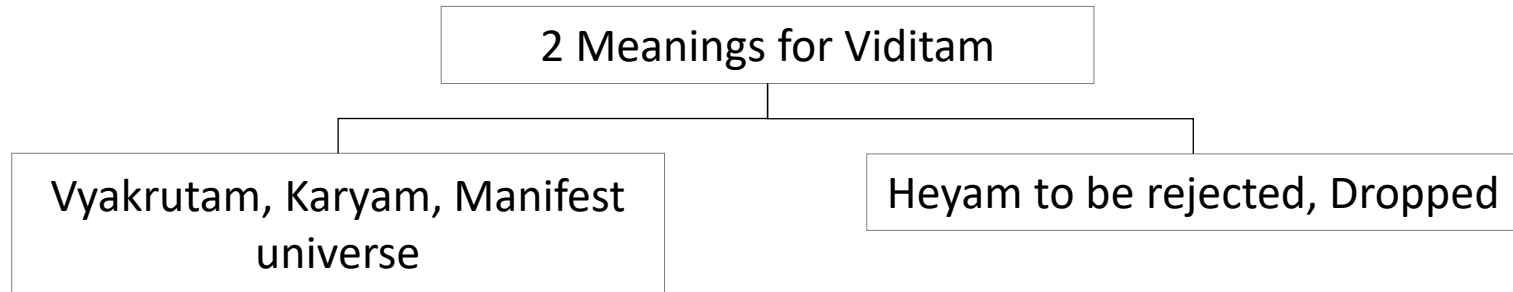 2 Meanings for Viditam
Vyakrutam, Karyam, Manifest
universe
Heyam to be rejected, Dropped